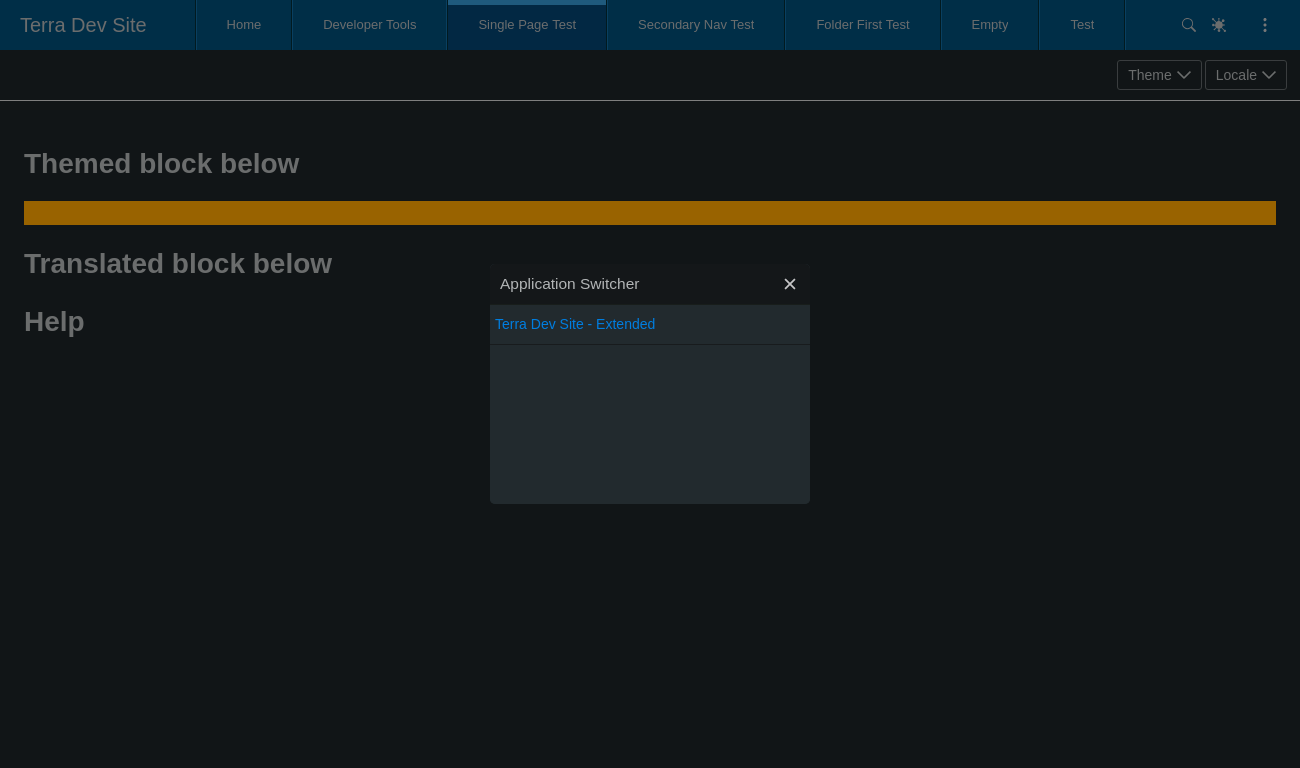 Terra Dev Site
Home
Developer Tools
Single Page Test
Secondary Nav Test
Folder First Test
Empty
Test
Theme
Locale
Themed block below
Translated block below
Help
Application Switcher
Terra Dev Site - Extended